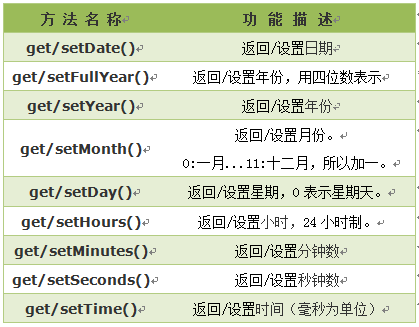 方法名称 功能描述
get/setDate() 返回/设置日期
get/setFullYear() 返回/设置年份，用四位数表示
get/setYear() 返回/设置年份
get/setMonth() 返回/设置月份。
0:一月...11:十二月，所以加一。
get/setDay() 返回/设置星期，0表示星期天。
get/setHours() 返回/设置小时，24小时制。
get/setMinutes() 返回/设置分钟数
get/setSeconds() 返回/设置秒钟数
get/setTime() 返回/设置时间（毫秒为单位）